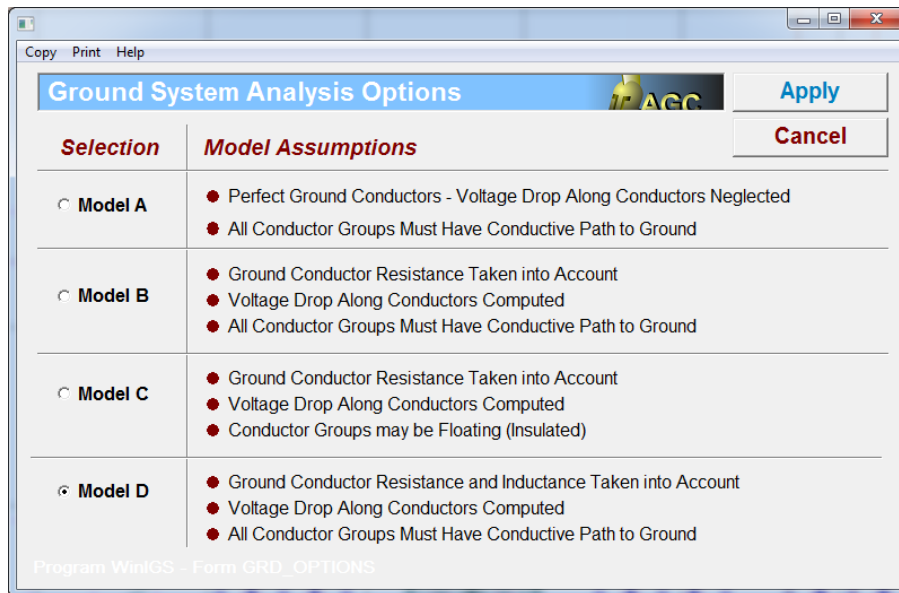 Copy Print Help
Ground System Analysis Options
AGC
Apply
Cancel
Selection Model Assumptions
Model A
Perfect Ground Conductors - Voltage Drop Along Conductors Neglected
All Conductor Groups Must Have Conductive Path to Ground
Model B
Ground Conductor Resistance Taken into Account
Voltage Drop Along Conductors Computed
All Conductor Groups Must Have Conductive Path to Ground
Model C
Ground Conductor Resistance Taken into Account
Voltage Drop Along Conductors Computed
Conductor Groups may be Floating (Insulated)
Model D
Ground Conductor Resistance and Inductance Taken into Account
Voltage Drop Along Conductors Computed
All Conductor Groups Must Have Conductive Path to Ground
Program WinIGS - Form GRD_OPTIONS